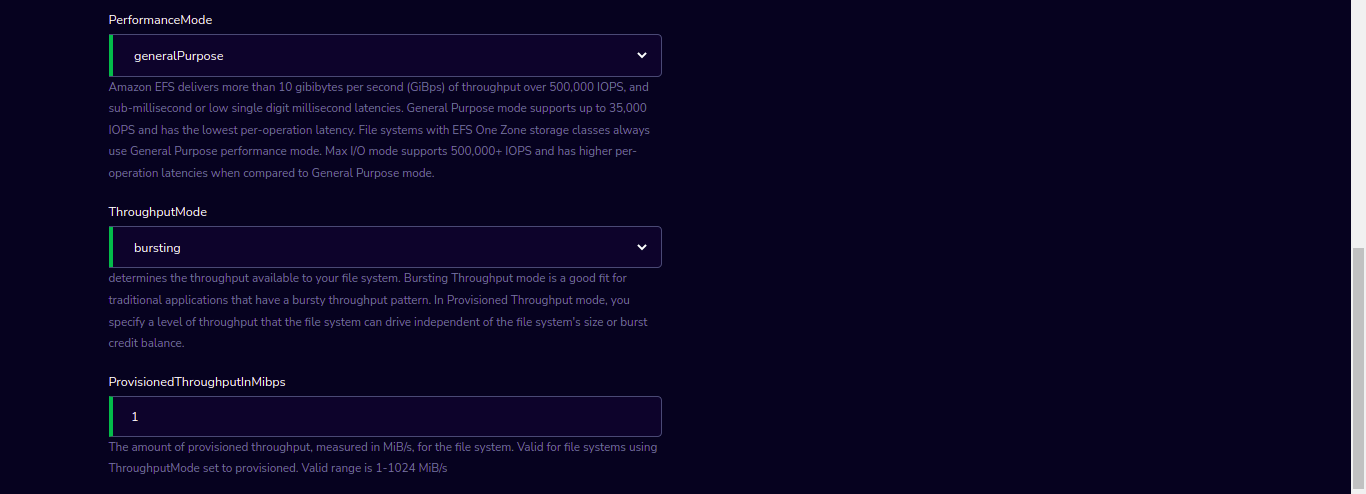 PerformanceMode
generalPurpose
Amazon EFS delivers more than 10 gibibytes per second (GiBps) of throughput over 500,000 IOPS, and
sub-millisecond or low single digit millisecond latencies. General Purpose mode supports up to 35,000
IOPS and has the lowest per-operation latency. File systems with EFS One Zone storage classes always
use General Purpose performance mode. Max I/O mode supports 500,000+ IOPS and has higher per-
operation latencies when compared to General Purpose mode.
ThroughputMode
bursting
determines the throughput available to your file system. Bursting Throughput mode is a good fit for
traditional applications that have a bursty throughput pattern. In Provisioned Throughput mode, you
specify a level of throughput that the file system can drive independent of the file system's size or burst
credit balance.
ProvisionedThroughputInMibps
1
The amount of provisioned throughput, measured in MiB/s, for the file system. Valid for file systems using
ThroughputMode set to provisioned. Valid range is 1-1024 MiB/s